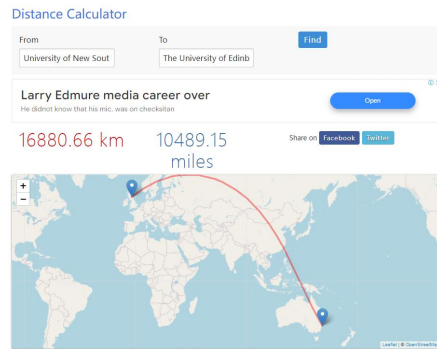 Distance Calculator
From To Find
University of New Sout The University of Edinb
Larry Edmure media career over
He didnot know that his mic. was on checksitan
Open
16880.66 km 10489.15 miles
Share on Facebook Twitter
+
−
Leaflet | © OpenStreetMap